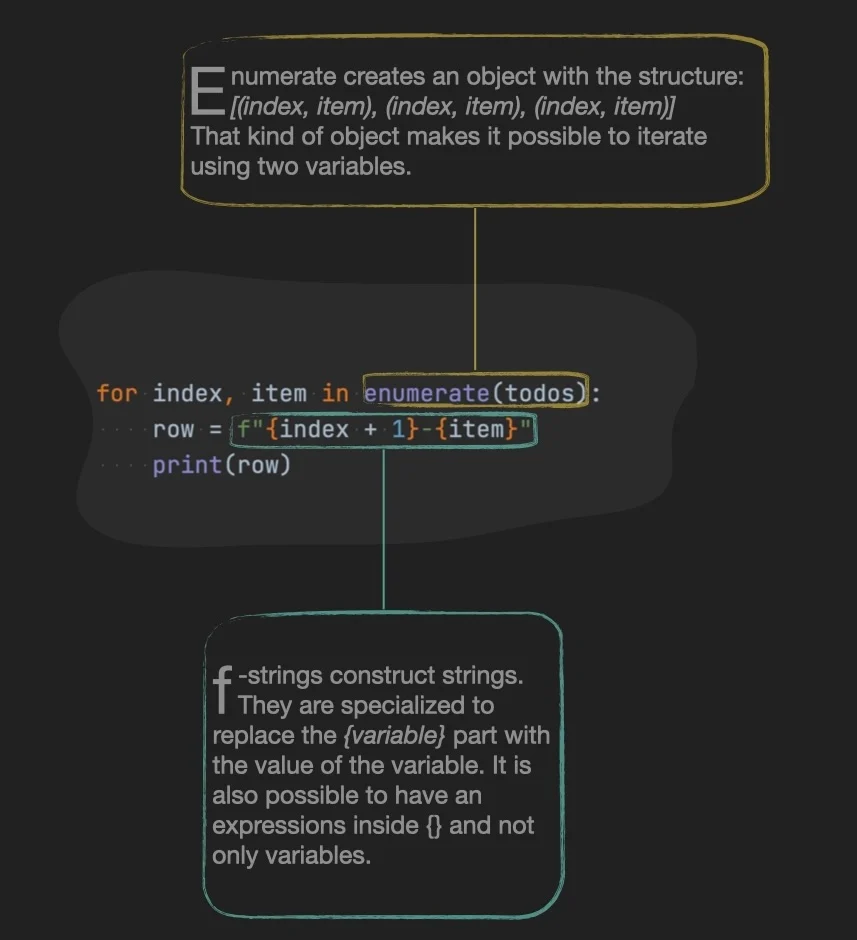 Enumerate creates an object with the structure:
[(index, item), (index, item), (index, item)]
That kind of object makes it possible to iterate
using two variables.
for index, item in enumerate(todos):
    row = f"{index + 1}-{item}"
    print(row)
f-strings construct strings.
They are specialized to
replace the {variable} part with
the value of the variable. It is
also possible to have an
expressions inside {} and not
only variables.